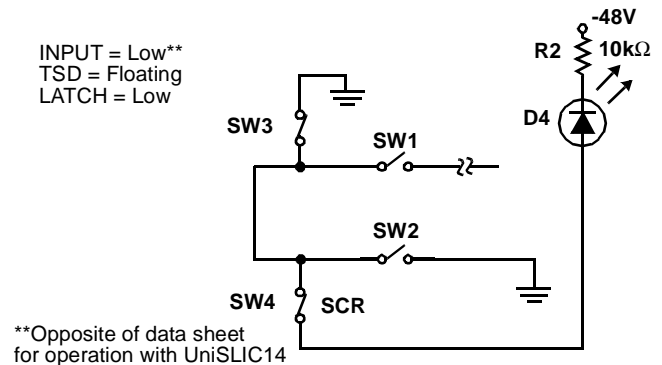 -48V
INPUT = Low**
TSD = Floating
LATCH = Low
R2
10kΩ
SW3
D4
SW1
SW2
SW4
SCR
**Opposite of data sheet
for operation with UniSLIC14